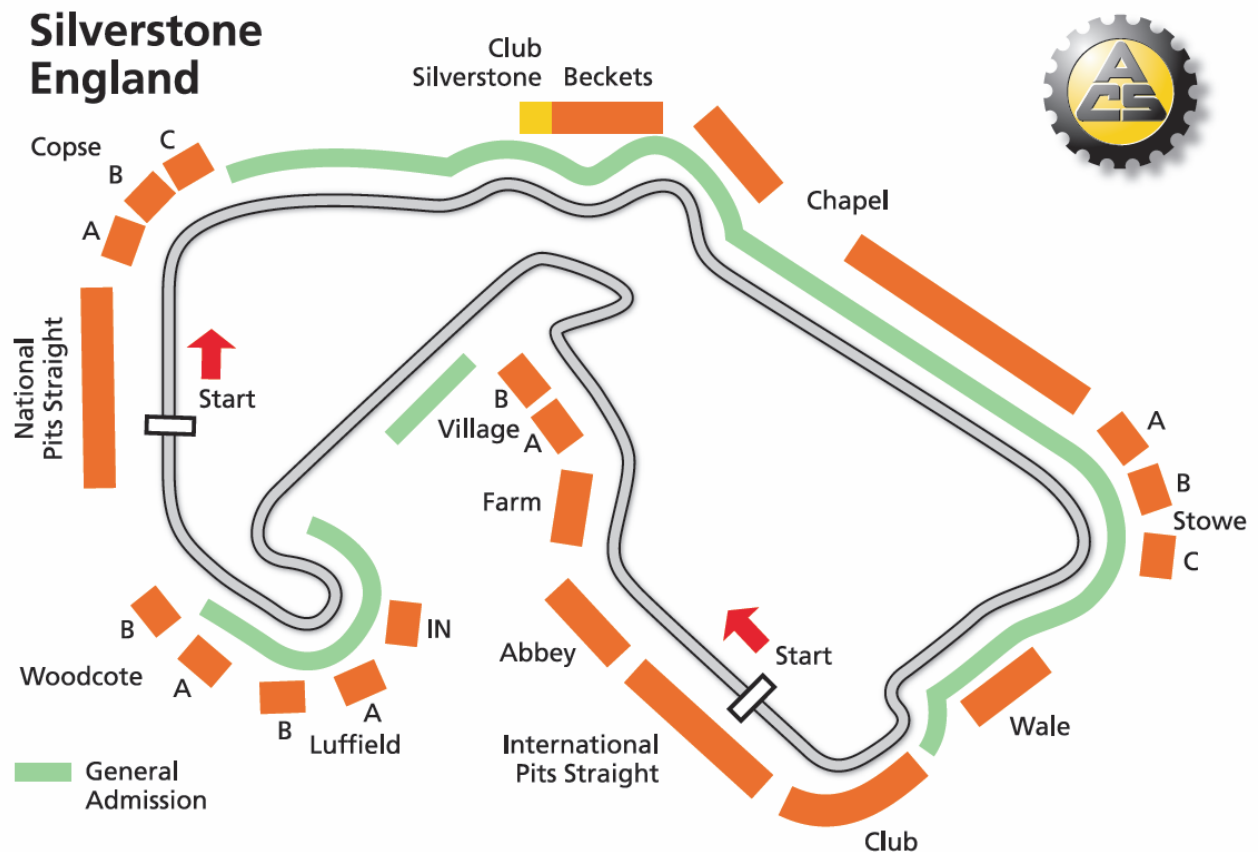 Silverstone
England
Club
Silverstone
Beckets
ACS
Copse
C
B
A
Chapel
National
Pits Straight
Start
B
Village
A
A
B
Stowe
C
Farm
B
Woodcote
A
IN
B
A
Luffield
Abbey
Start
International
Pits Straight
Wale
Club
General
Admission